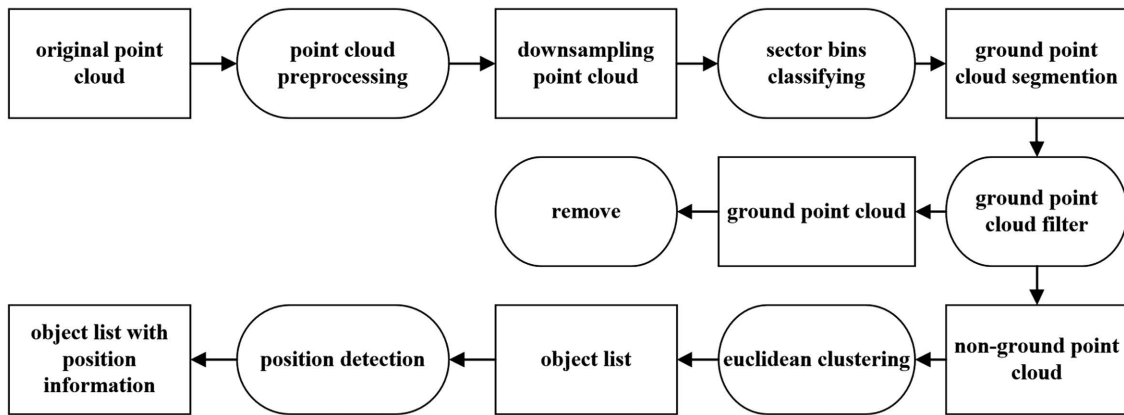 original point
cloud
point cloud
preprocessing
downsampling
point cloud
sector bins
classifying
ground point
cloud segmention
remove
ground point cloud
ground point
cloud filter
object list with
position
information
position detection
object list
euclidean clustering
non-ground point
cloud